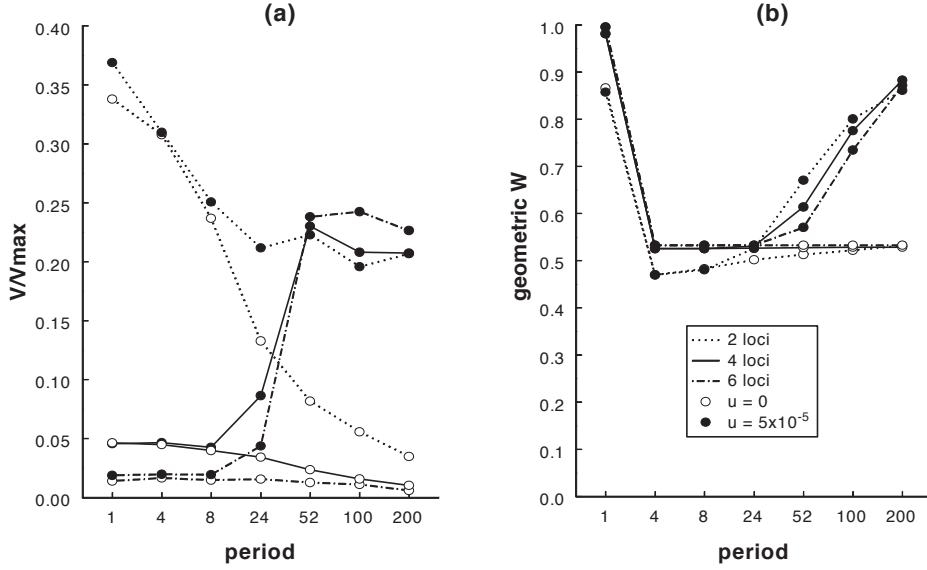 (a)
V/Vmax
0.40
0.35
0.30
0.25
0.20
0.15
0.10
0.05
0.00
1 4 8 24 52 100 200
period
(b)
geometric W
1.0
0.9
0.8
0.7
0.6
0.5
0.4
0.3
0.2
0.1
0.0
2 loci
4 loci
6 loci
u = 0
u = 5x10⁻⁵
1 4 8 24 52 100 200
period